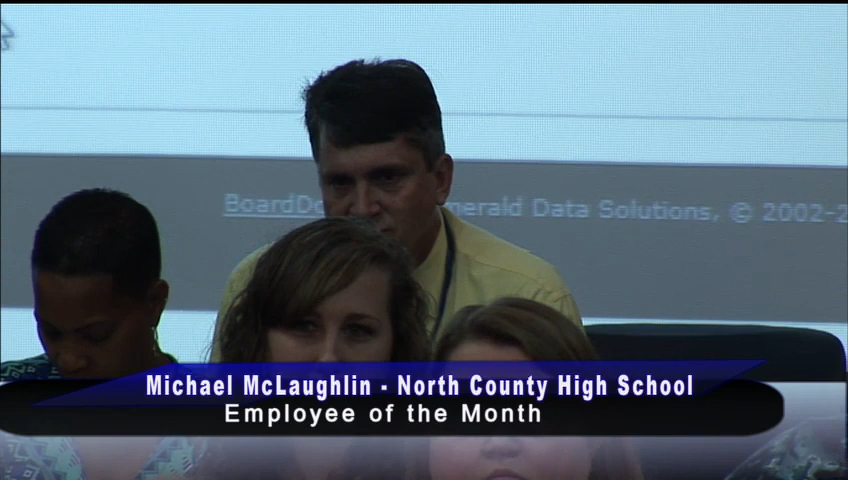 BoardDo merald Data Solutions, © 2002-2
Michael McLaughlin - North County High School
Employee of the Month